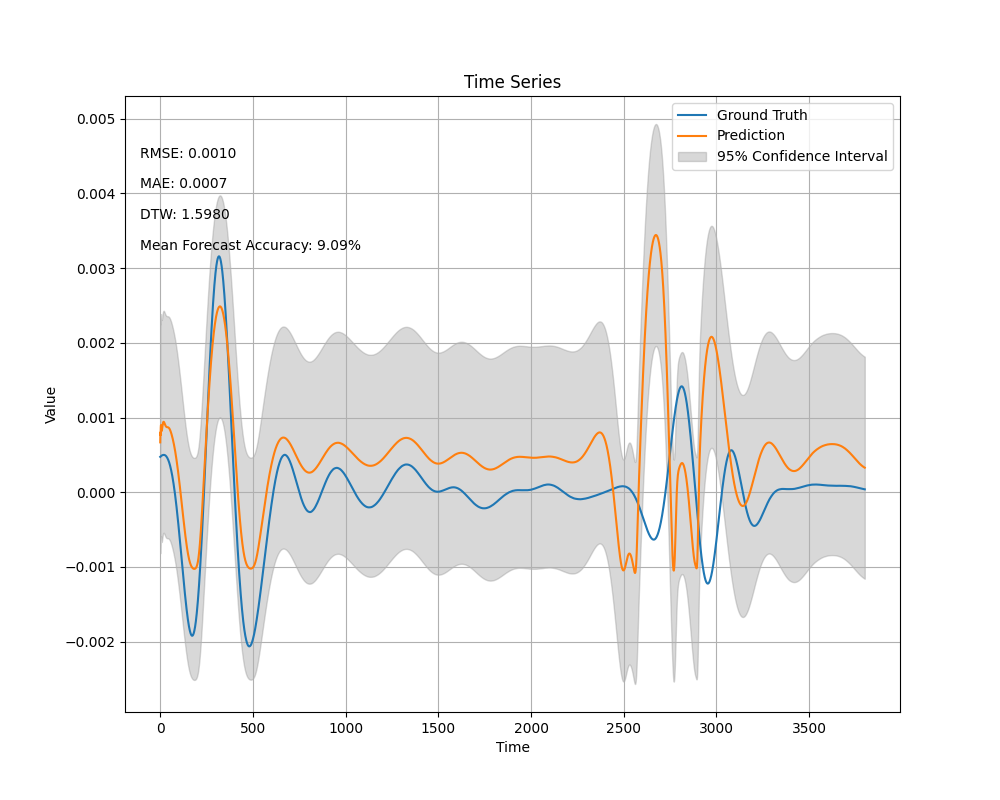 Time Series
Ground Truth
Prediction
95% Confidence Interval
RMSE: 0.0010
MAE: 0.0007
DTW: 1.5980
Mean Forecast Accuracy: 9.09%
0.005
0.004
0.003
0.002
0.001
0.000
−0.001
−0.002
Value
0 500 1000 1500 2000 2500 3000 3500
Time